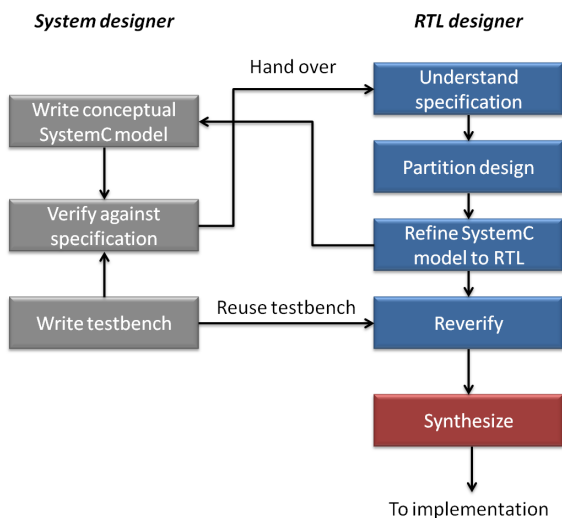 System designer
RTL designer
Hand over
Understand
specification
Write conceptual
SystemC model
Partition design
Verify against
specification
Refine SystemC
model to RTL
Write testbench
Reuse testbench
Reverify
Synthesize
To implementation